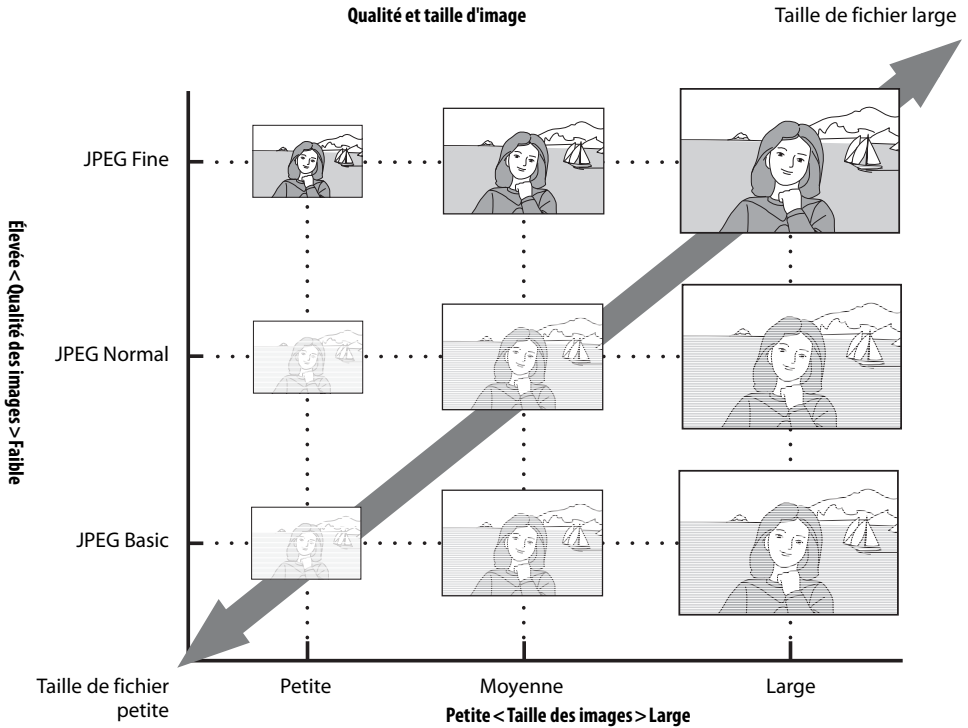 Qualité et taille d'image
Taille de fichier large
JPEG Fine
JPEG Normal
JPEG Basic
Élevée < Qualité des images > Faible
Taille de fichier
petite
Petite
Moyenne
Large
Petite < Taille des images > Large